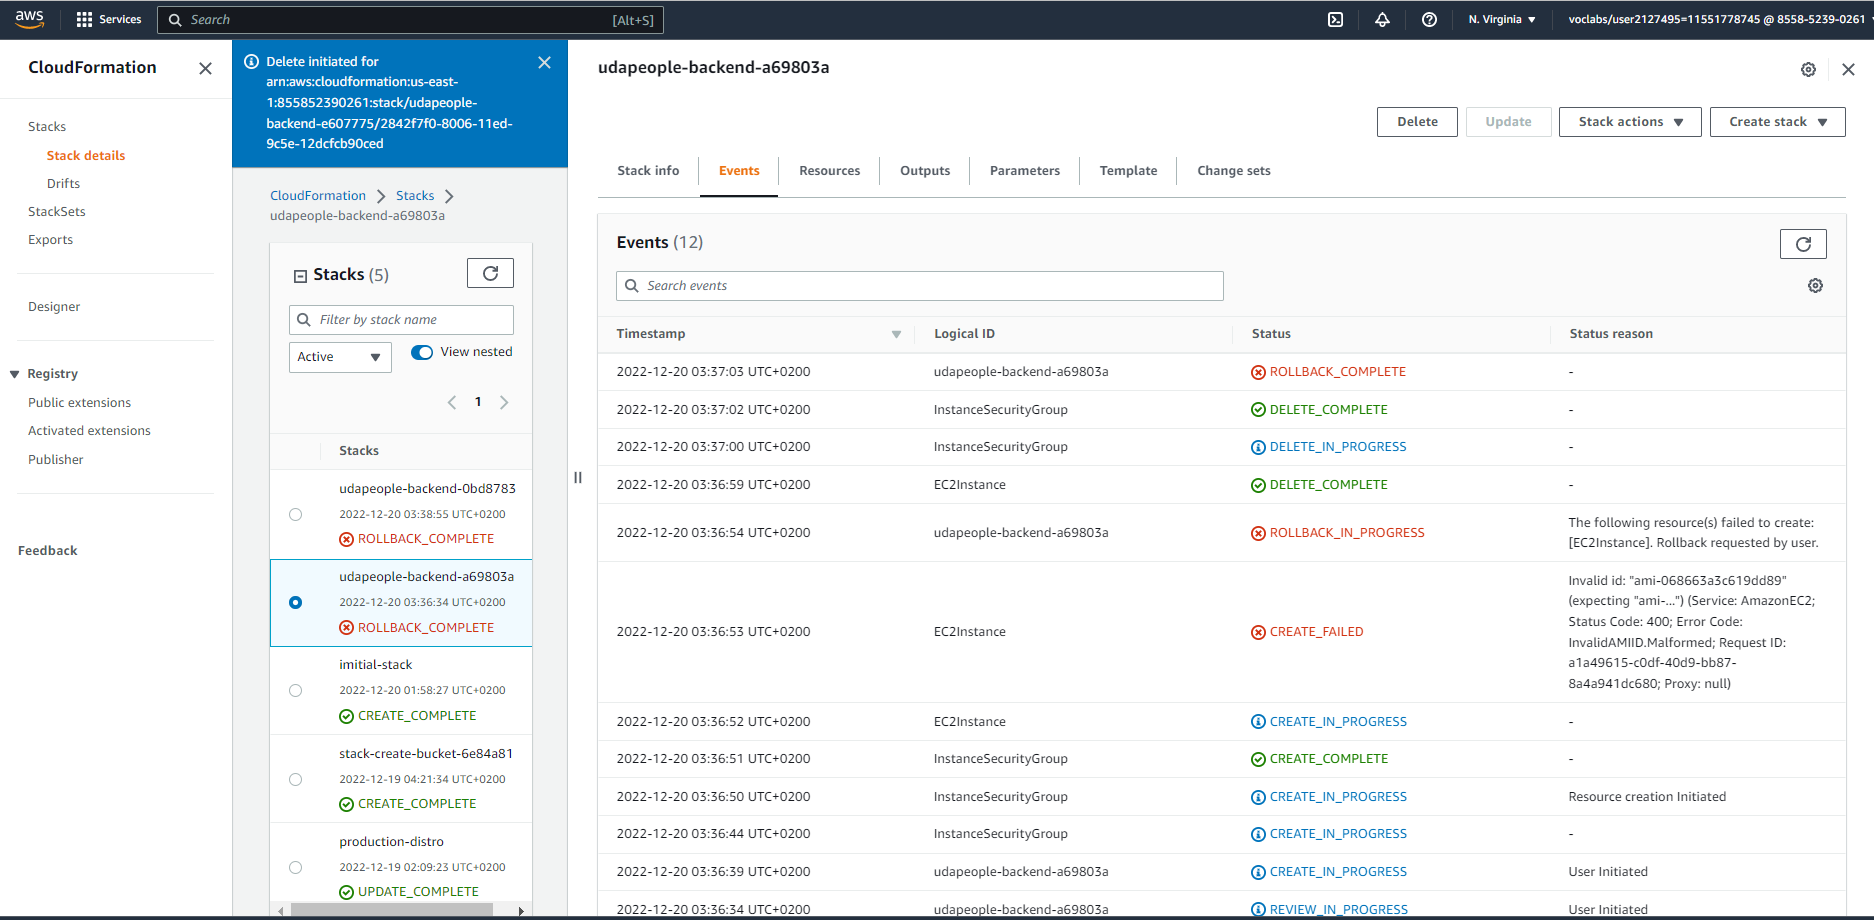 aws
Services
Search
[Alt+S]
N. Virginia
voclabs/user2127495=11551778745 @ 8558-5239-0261
CloudFormation
Stacks
Stack details
Drifts
StackSets
Exports
Designer
Registry
Public extensions
Activated extensions
Publisher
Feedback
Delete initiated for
arn:aws:cloudformation:us-east-
1:855852390261:stack/udapeople-
backend-e607775/2842f7f0-8006-11ed-
9c5e-12dcfcb90ced
CloudFormation
Stacks
udapeople-backend-a69803a
Stacks (5)
Filter by stack name
Active
View nested
1
Stacks
udapeople-backend-0bd8783
2022-12-20 03:38:55 UTC+0200
ROLLBACK_COMPLETE
udapeople-backend-a69803a
2022-12-20 03:36:34 UTC+0200
ROLLBACK_COMPLETE
imitial-stack
2022-12-20 01:58:27 UTC+0200
CREATE_COMPLETE
stack-create-bucket-6e84a81
2022-12-19 04:21:34 UTC+0200
CREATE_COMPLETE
production-distro
2022-12-19 02:09:23 UTC+0200
UPDATE_COMPLETE
udapeople-backend-a69803a
Delete
Update
Stack actions
Create stack
Stack info
Events
Resources
Outputs
Parameters
Template
Change sets
Events (12)
Search events
Timestamp Logical ID Status Status reason
2022-12-20 03:37:03 UTC+0200 udapeople-backend-a69803a ROLLBACK_COMPLETE -
2022-12-20 03:37:02 UTC+0200 InstanceSecurityGroup DELETE_COMPLETE -
2022-12-20 03:37:00 UTC+0200 InstanceSecurityGroup DELETE_IN_PROGRESS -
2022-12-20 03:36:59 UTC+0200 EC2Instance DELETE_COMPLETE -
2022-12-20 03:36:54 UTC+0200 udapeople-backend-a69803a ROLLBACK_IN_PROGRESS
The following resource(s) failed to create:
[EC2Instance]. Rollback requested by user.
2022-12-20 03:36:53 UTC+0200 EC2Instance CREATE_FAILED
Invalid id: "ami-068663a3c619dd89"
(expecting "ami-...") (Service: AmazonEC2;
Status Code: 400; Error Code:
InvalidAMIID.Malformed; Request ID:
a1a49615-c0df-40d9-bb87-
8a4a941dc680; Proxy: null)
2022-12-20 03:36:52 UTC+0200 EC2Instance CREATE_IN_PROGRESS -
2022-12-20 03:36:51 UTC+0200 InstanceSecurityGroup CREATE_COMPLETE -
2022-12-20 03:36:50 UTC+0200 InstanceSecurityGroup CREATE_IN_PROGRESS Resource creation Initiated
2022-12-20 03:36:44 UTC+0200 InstanceSecurityGroup CREATE_IN_PROGRESS -
2022-12-20 03:36:39 UTC+0200 udapeople-backend-a69803a CREATE_IN_PROGRESS User Initiated
2022-12-20 03:36:34 UTC+0200 udapeople-backend-a69803a REVIEW_IN_PROGRESS User Initiated